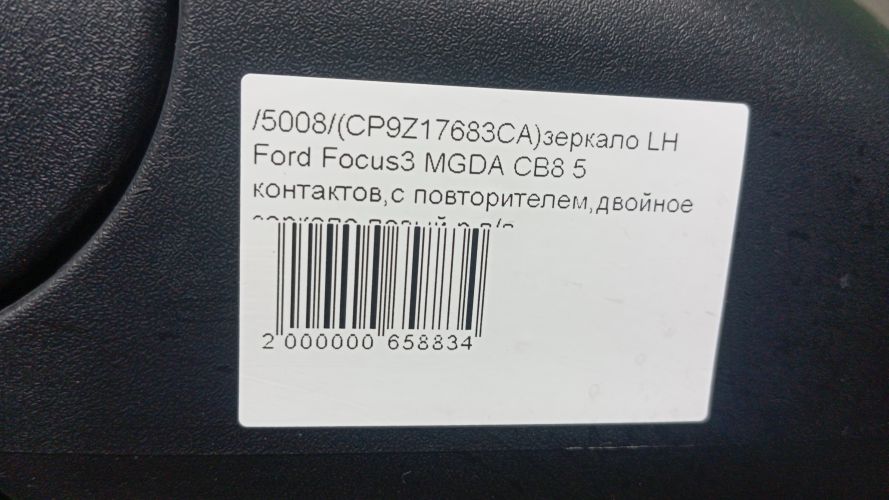 /5008/(CP9Z17683CA)зеркало LH
Ford Focus3 MGDA CB8 5
контактов,с повторителем,двойное
2 000000 658834